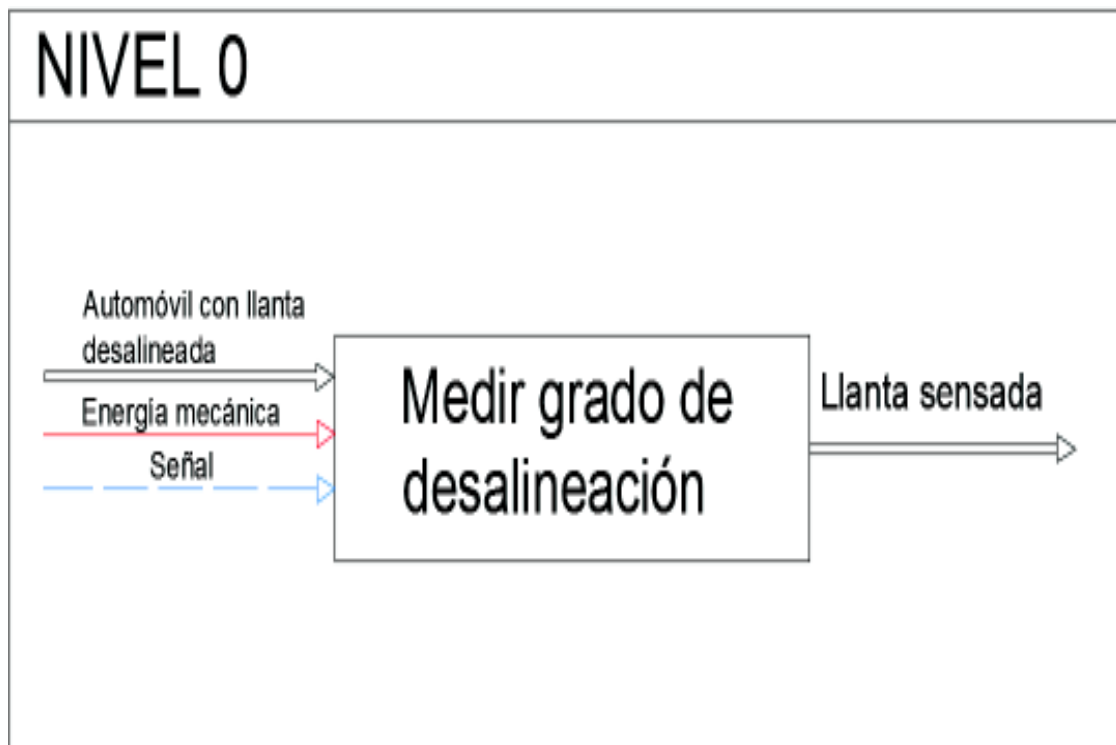 NIVEL 0
Automóvil con llanta
desalineada
Energía mecánica
Señal
Medir grado de
desalineación
Llanta sensada